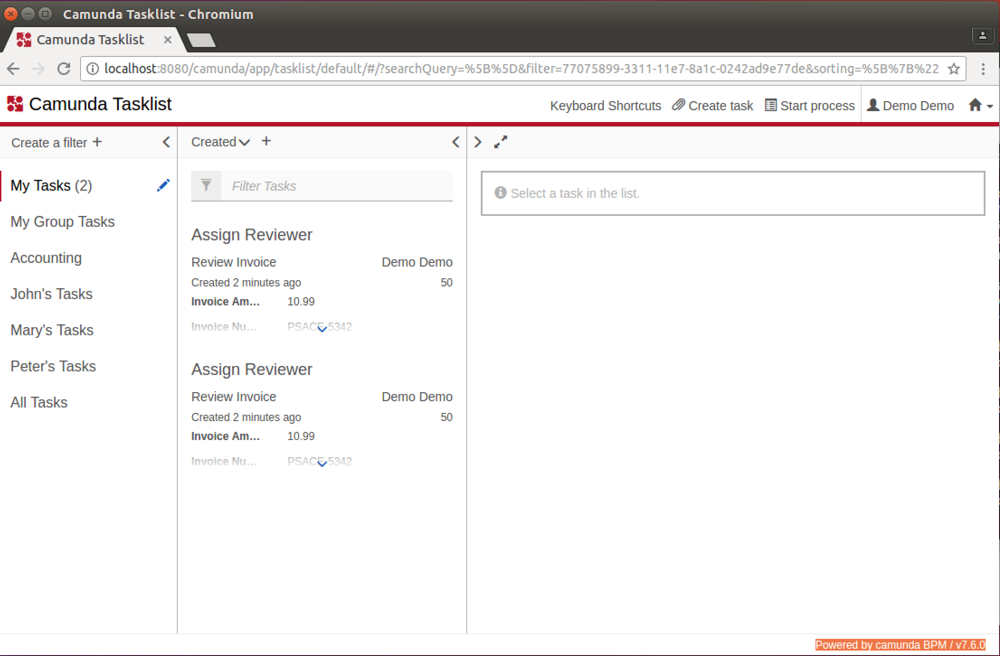 Camunda Tasklist - Chromium
Camunda Tasklist
localhost:8080/camunda/app/tasklist/default/#/?searchQuery=%5B%5D&filter=77075899-3311-11e7-8a1c-0242ad9e77de&sorting=%5B%7B%22
Camunda Tasklist
Keyboard Shortcuts Create task Start process Demo Demo
Create a filter +
Created +
My Tasks (2)
My Group Tasks
Accounting
John's Tasks
Mary's Tasks
Peter's Tasks
All Tasks
Filter Tasks
Assign Reviewer
Review Invoice Demo Demo
Created 2 minutes ago 50
Invoice Am... 10.99
Invoice Nu... PSACE-5342
Assign Reviewer
Review Invoice Demo Demo
Created 2 minutes ago 50
Invoice Am... 10.99
Invoice Nu... PSACE-5342
Select a task in the list.
Powered by camunda BPM / v7.6.0